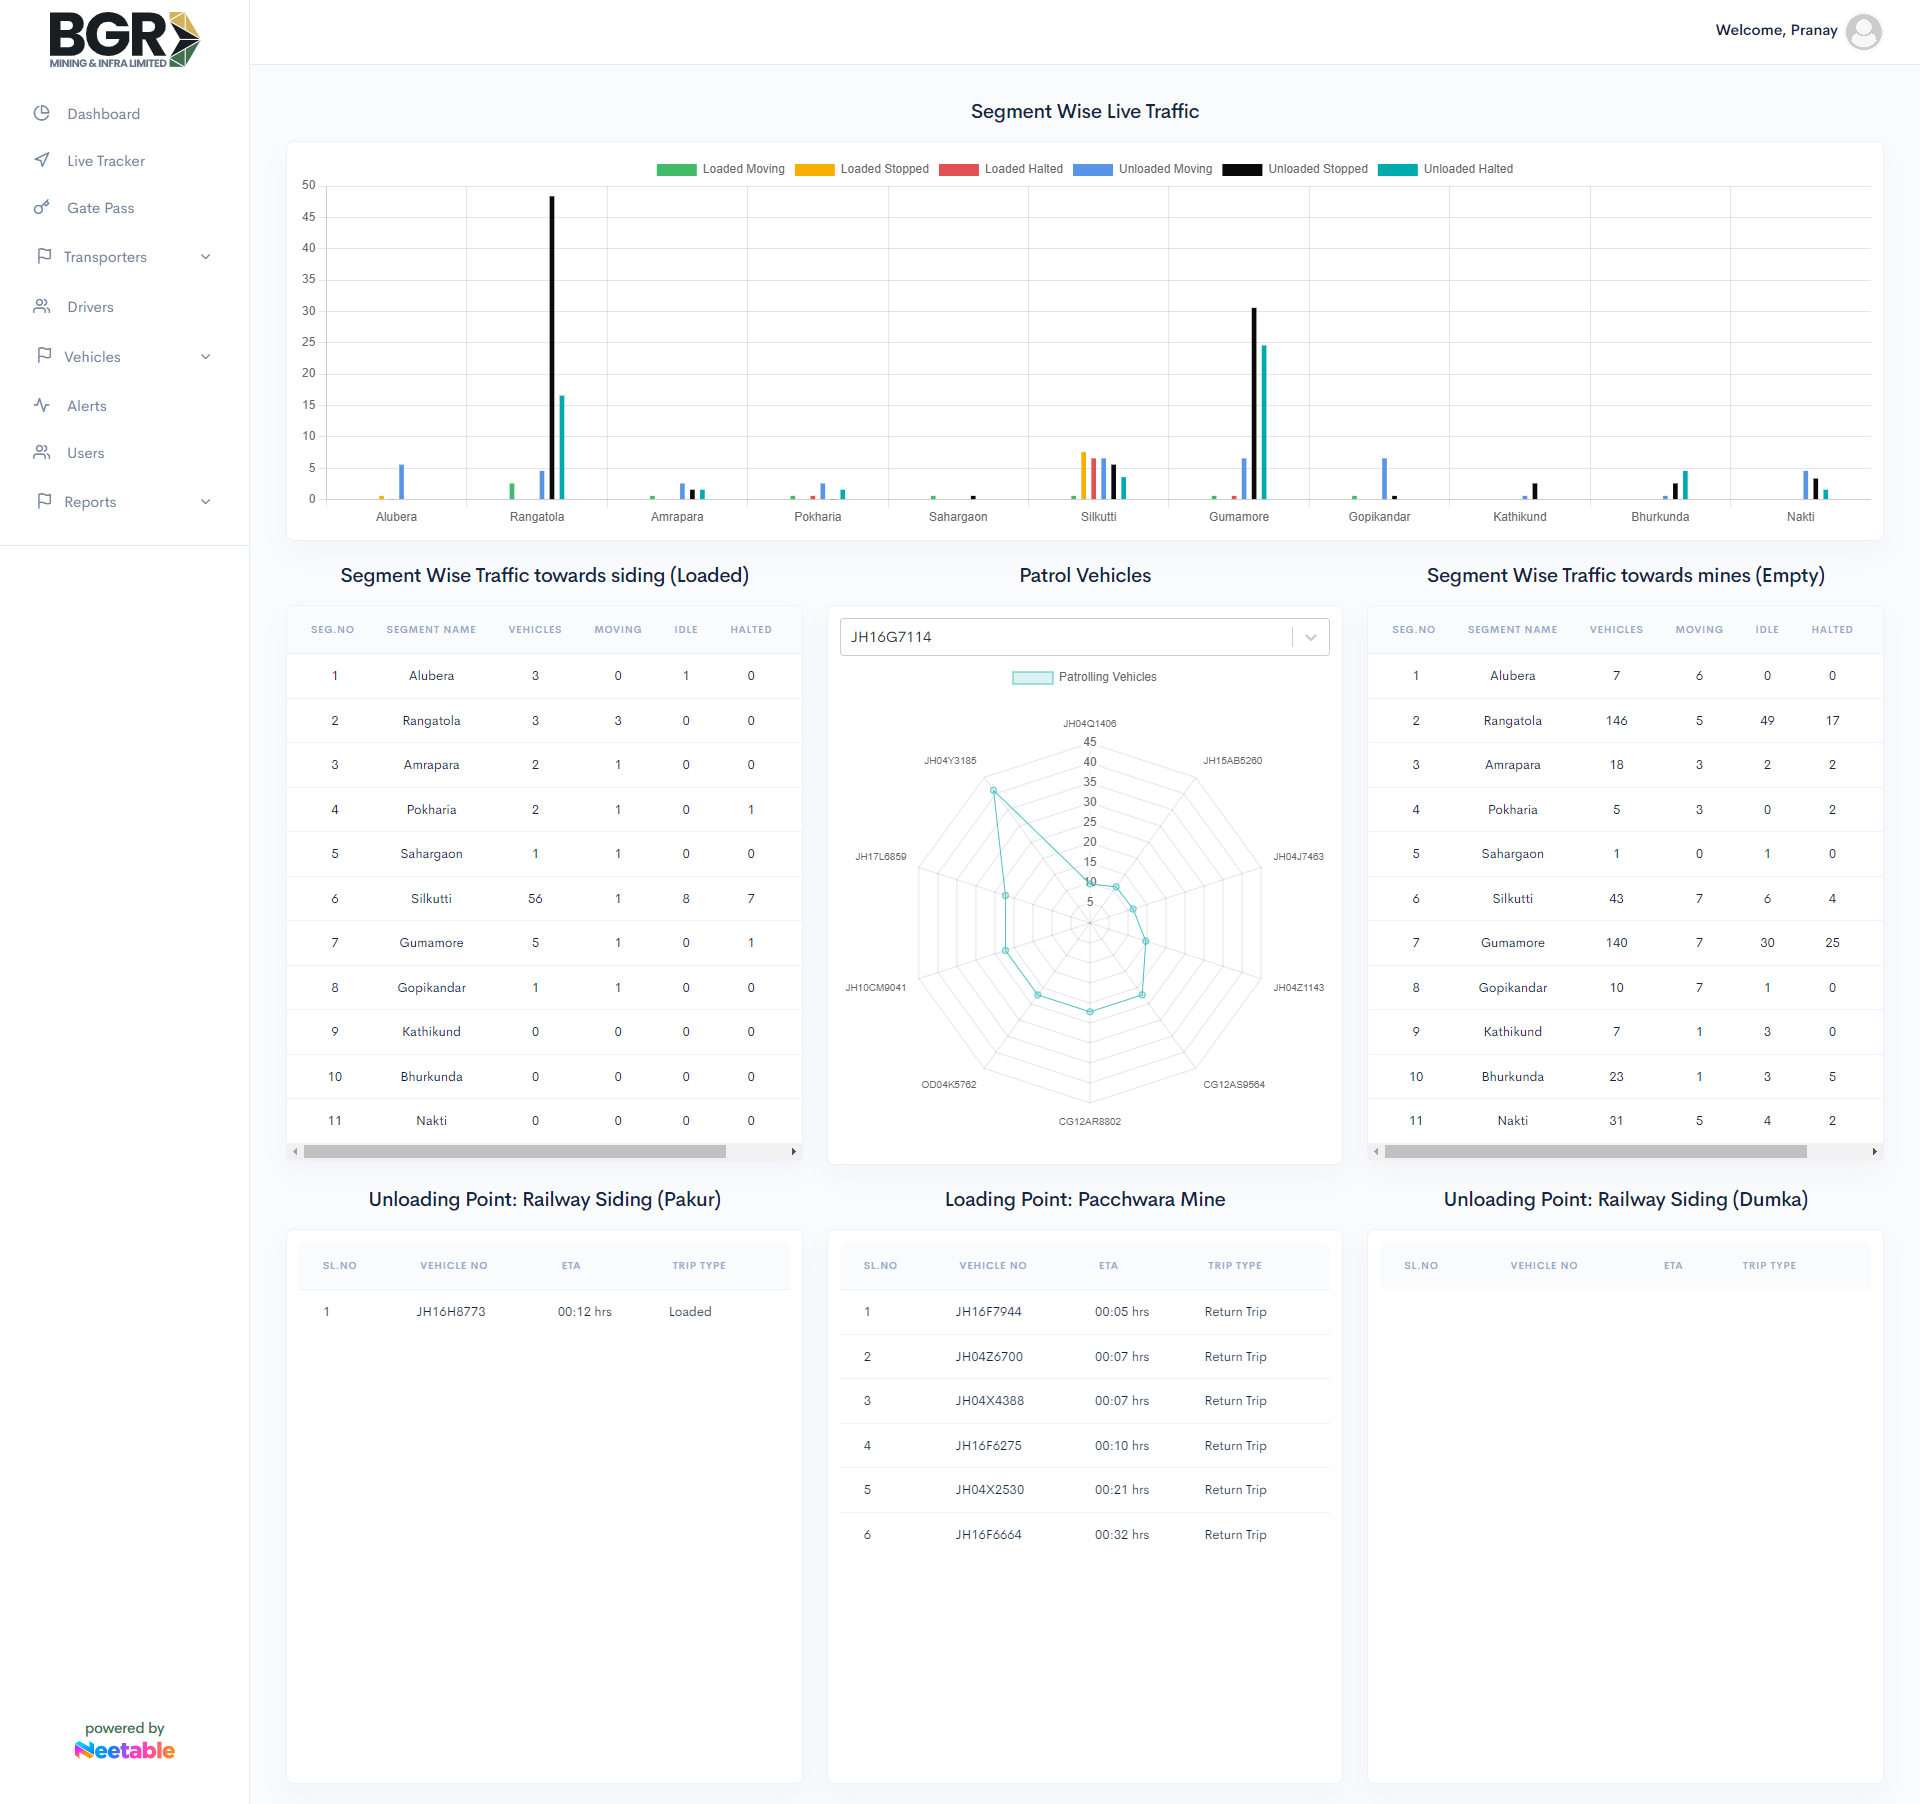 BGR
MINING & INFRA LIMITED
Welcome, Pranay
Dashboard
Live Tracker
Gate Pass
Transporters
Drivers
Vehicles
Alerts
Users
Reports
powered by
Neetable
Segment Wise Live Traffic
Loaded Moving Loaded Stopped Loaded Halted Unloaded Moving Unloaded Stopped Unloaded Halted
50
45
40
35
30
25
20
15
10
5
0
Alubera Rangatola Amrapara Pokharia Sahargaon Silkutti Gumamore Gopikandar Kathikund Bhurkunda Nakti
Segment Wise Traffic towards siding (Loaded)
SEG.NO SEGMENT NAME VEHICLES MOVING IDLE HALTED
1 Alubera 3 0 1 0
2 Rangatola 3 3 0 0
3 Amrapara 2 1 0 0
4 Pokharia 2 1 0 1
5 Sahargaon 1 1 0 0
6 Silkutti 56 1 8 7
7 Gumamore 5 1 0 1
8 Gopikandar 1 1 0 0
9 Kathikund 0 0 0 0
10 Bhurkunda 0 0 0 0
11 Nakti 0 0 0 0
Patrol Vehicles
JH16G7114
Patrolling Vehicles
JH04Q1406
JH15AB5260
JH04J7463
JH04Z1143
CG12AS9564
CG12AR8802
OD04K5762
JH10CM9041
JH17L6859
JH04Y3185
45
40
35
30
25
20
15
10
5
Segment Wise Traffic towards mines (Empty)
SEG.NO SEGMENT NAME VEHICLES MOVING IDLE HALTED
1 Alubera 7 6 0 0
2 Rangatola 146 5 49 17
3 Amrapara 18 3 2 2
4 Pokharia 5 3 0 2
5 Sahargaon 1 0 1 0
6 Silkutti 43 7 6 4
7 Gumamore 140 7 30 25
8 Gopikandar 10 7 1 0
9 Kathikund 7 1 3 0
10 Bhurkunda 23 1 3 5
11 Nakti 31 5 4 2
Unloading Point: Railway Siding (Pakur)
SL.NO VEHICLE NO ETA TRIP TYPE
1 JH16H8773 00:12 hrs Loaded
Loading Point: Pacchwara Mine
SL.NO VEHICLE NO ETA TRIP TYPE
1 JH16F7944 00:05 hrs Return Trip
2 JH04Z6700 00:07 hrs Return Trip
3 JH04X4388 00:07 hrs Return Trip
4 JH16F6275 00:10 hrs Return Trip
5 JH04X2530 00:21 hrs Return Trip
6 JH16F6664 00:32 hrs Return Trip
Unloading Point: Railway Siding (Dumka)
SL.NO VEHICLE NO ETA TRIP TYPE